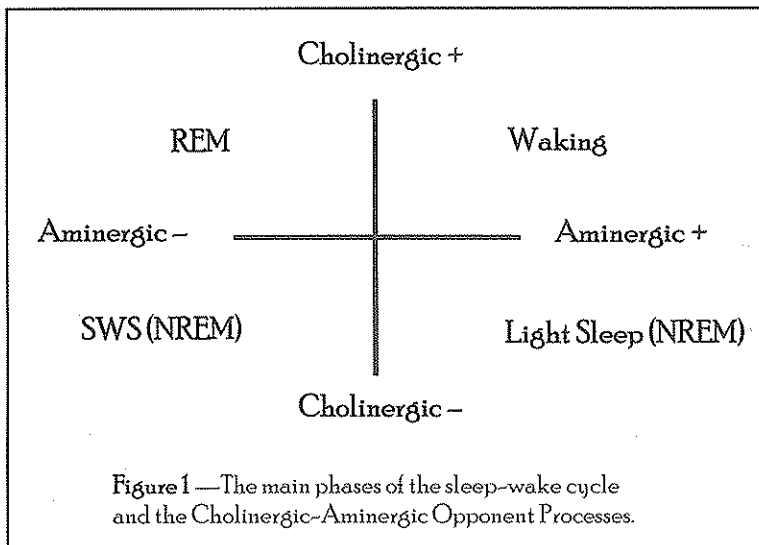 Cholinergic +
REM Waking
Aminergic – Aminergic +
SWS (NREM) Light Sleep (NREM)
Cholinergic –
Figure 1 —The main phases of the sleep-wake cycle
and the Cholinergic-Aminergic Opponent Processes.